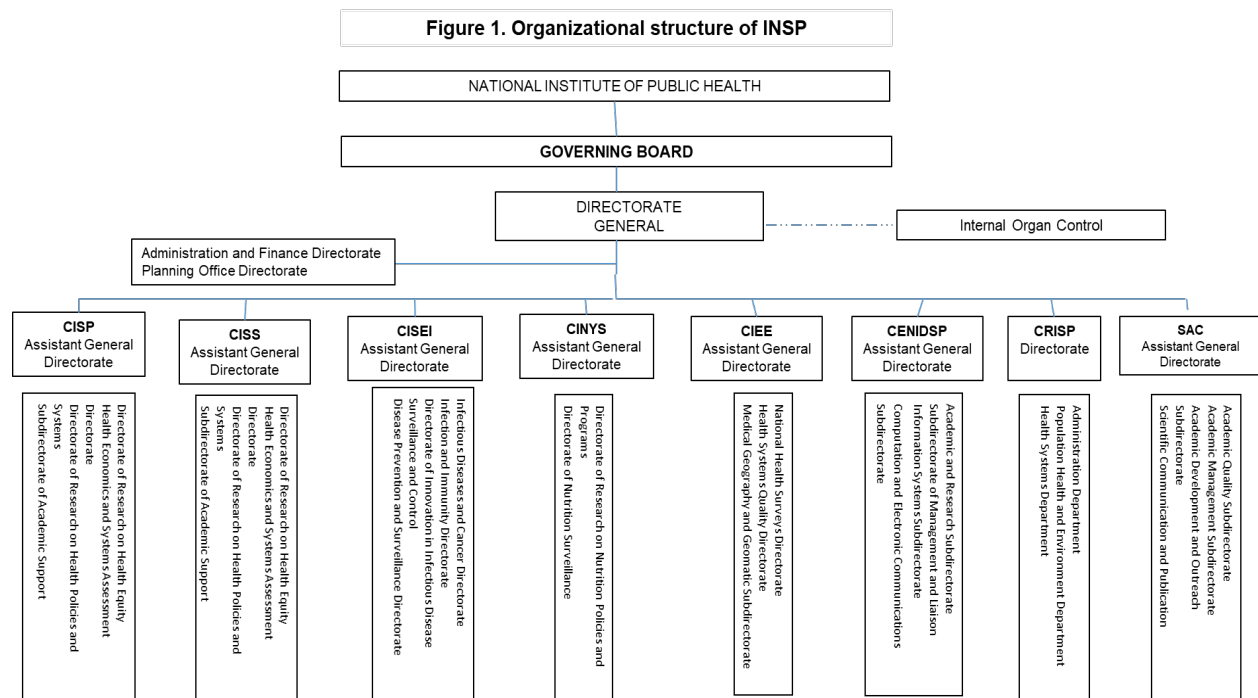 Figure 1. Organizational structure of INSP
NATIONAL INSTITUTE OF PUBLIC HEALTH
GOVERNING BOARD
DIRECTORATE
GENERAL
Internal Organ Control
Administration and Finance Directorate
Planning Office Directorate
CISP
Assistant General
Directorate
CISS
Assistant General
Directorate
CISEI
Assistant General
Directorate
CINYS
Assistant General
Directorate
CIEE
Assistant General
Directorate
CENIDSP
Assistant General
Directorate
CRISP
Directorate
SAC
Assistant General
Directorate
Directorate of Research on Health Equity
Health Economics and Systems Assessment
Directorate
Directorate of Research on Health Policies and
Systems
Subdirectorate of Academic Support
Directorate of Research on Health Equity
Health Economics and Systems Assessment
Directorate
Directorate of Research on Health Policies and
Systems
Subdirectorate of Academic Support
Infectious Diseases and Cancer Directorate
Infection and Immunity Directorate
Directorate of Innovation in Infectious Disease
Surveillance and Control
Disease Prevention and Surveillance Directorate
Directorate of Research on Nutrition Policies and
Programs
Directorate of Nutrition Surveillance
National Health Surveys Directorate
Health Systems Quality Directorate
Medical Geography and Geomatic Subdirectorate
Academic and Research Subdirectorate
Subdirectorate of Management and Liaison
Information Systems Subdirectorate
Computation and Electronic Communications
Subdirectorate
Administration Department
Population Health and Environment Department
Health Systems Department
Academic Quality Subdirectorate
Academic Management Subdirectorate
Academic Development and Outreach
Subdirectorate
Scientific Communication and Publication